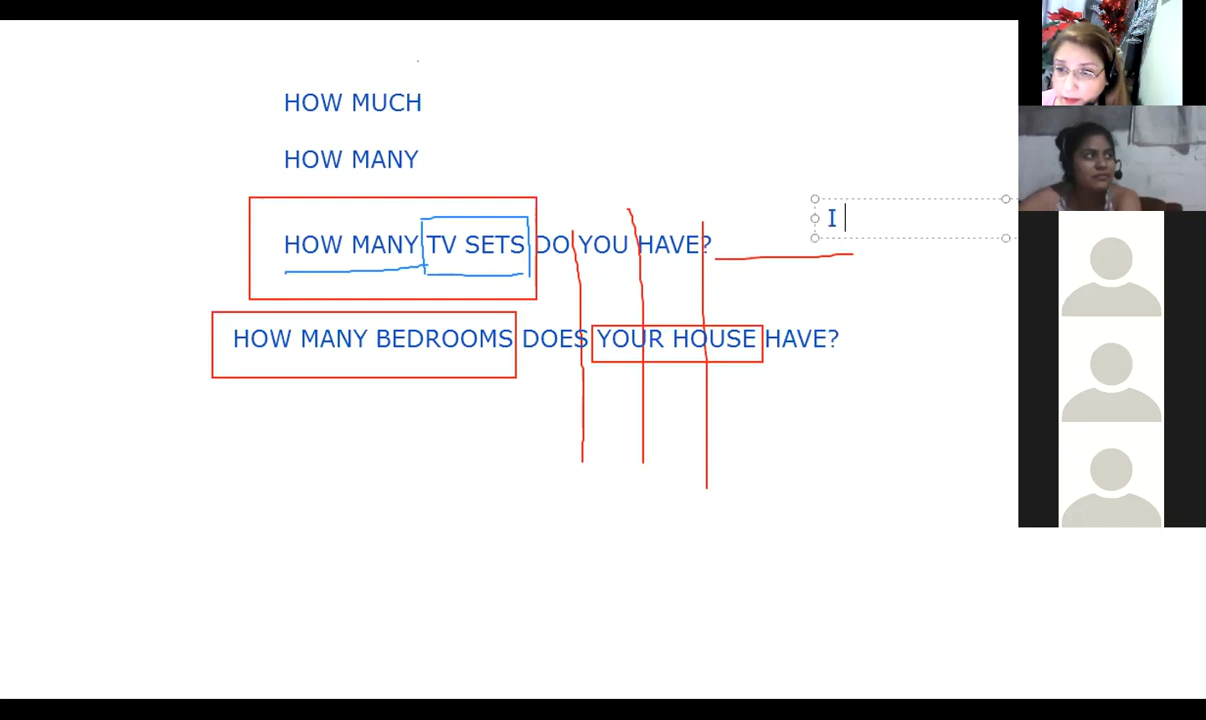 HOW MUCH
HOW MANY
HOW MANY TV SETS DO YOU HAVE?
I
HOW MANY BEDROOMS DOES YOUR HOUSE HAVE?